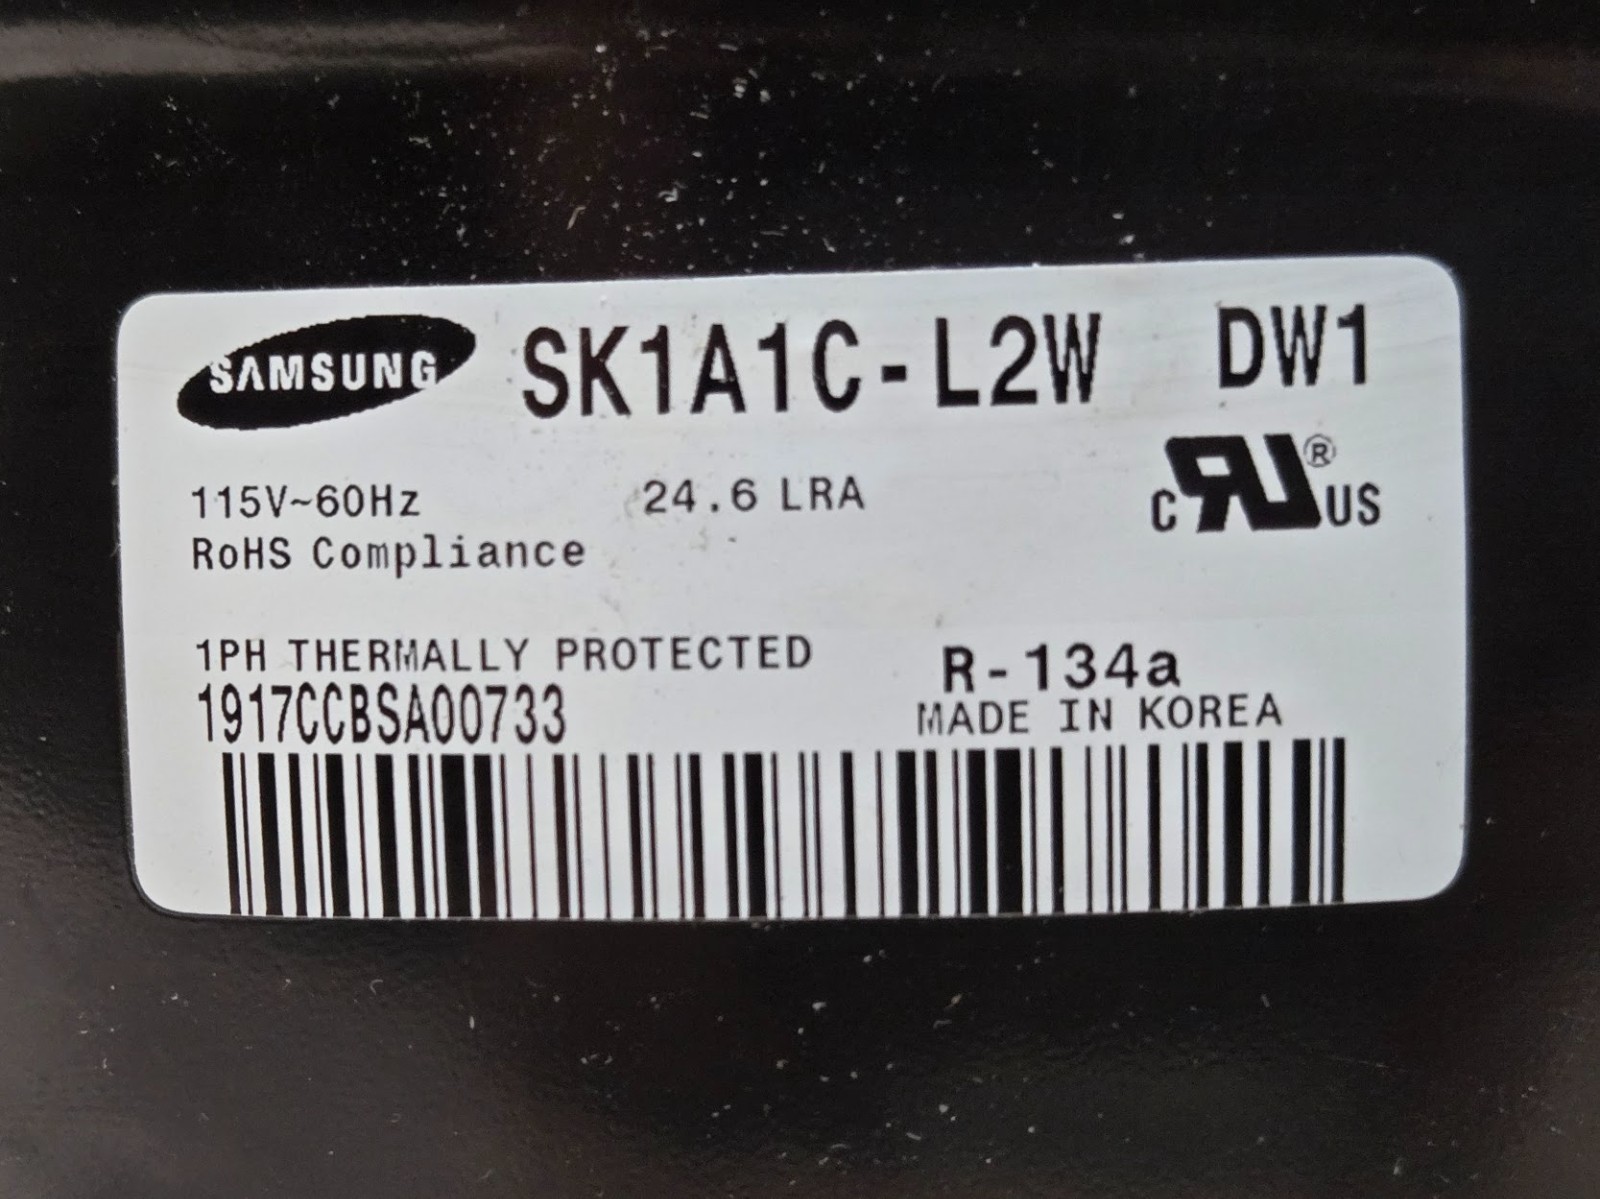 SAMSUNG SK1A1C-L2W DW1
115V~60Hz 24.6 LRA
RoHS Compliance
c RU ® US
1PH THERMALLY PROTECTED R-134a
1917CCBSA00733 MADE IN KOREA